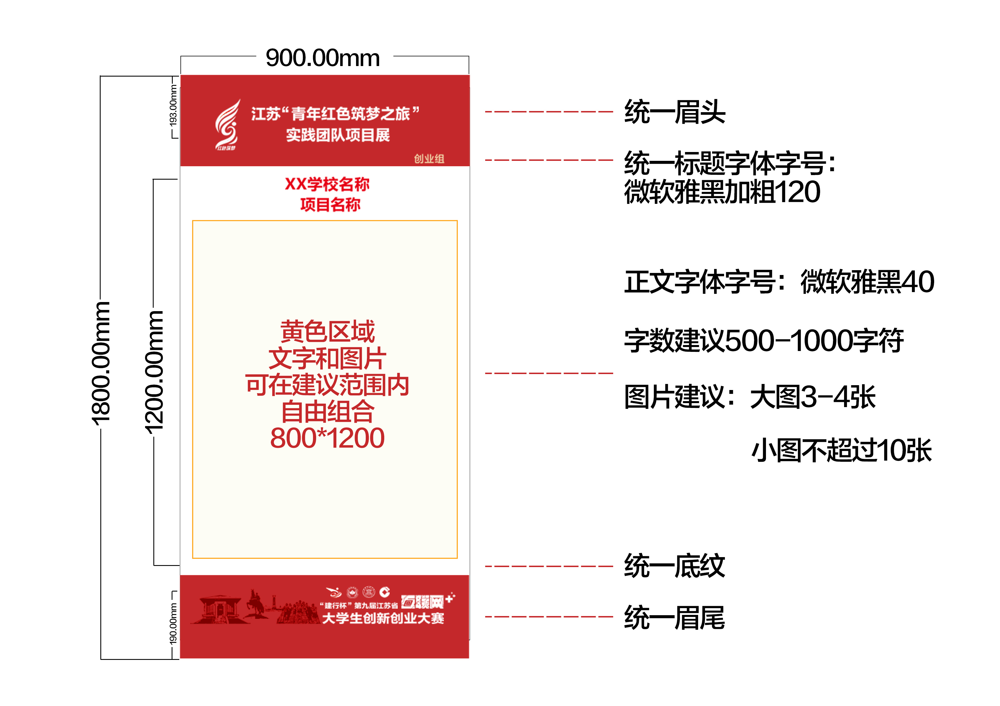 900.00mm
193.00mm
江苏“青年红色筑梦之旅”
实践团队项目展
红色筑梦
创业组
统一眉头
统一标题字体字号：
微软雅黑加粗120
XX学校名称
项目名称
1800.00mm
1200.00mm
黄色区域
文字和图片
可在建议范围内
自由组合
800*1200
正文字体字号：微软雅黑40
字数建议500-1000字符
图片建议：大图3-4张
小图不超过10张
统一底纹
190.00mm
“建行杯”第九届江苏省 互联网+
大学生创新创业大赛
统一眉尾